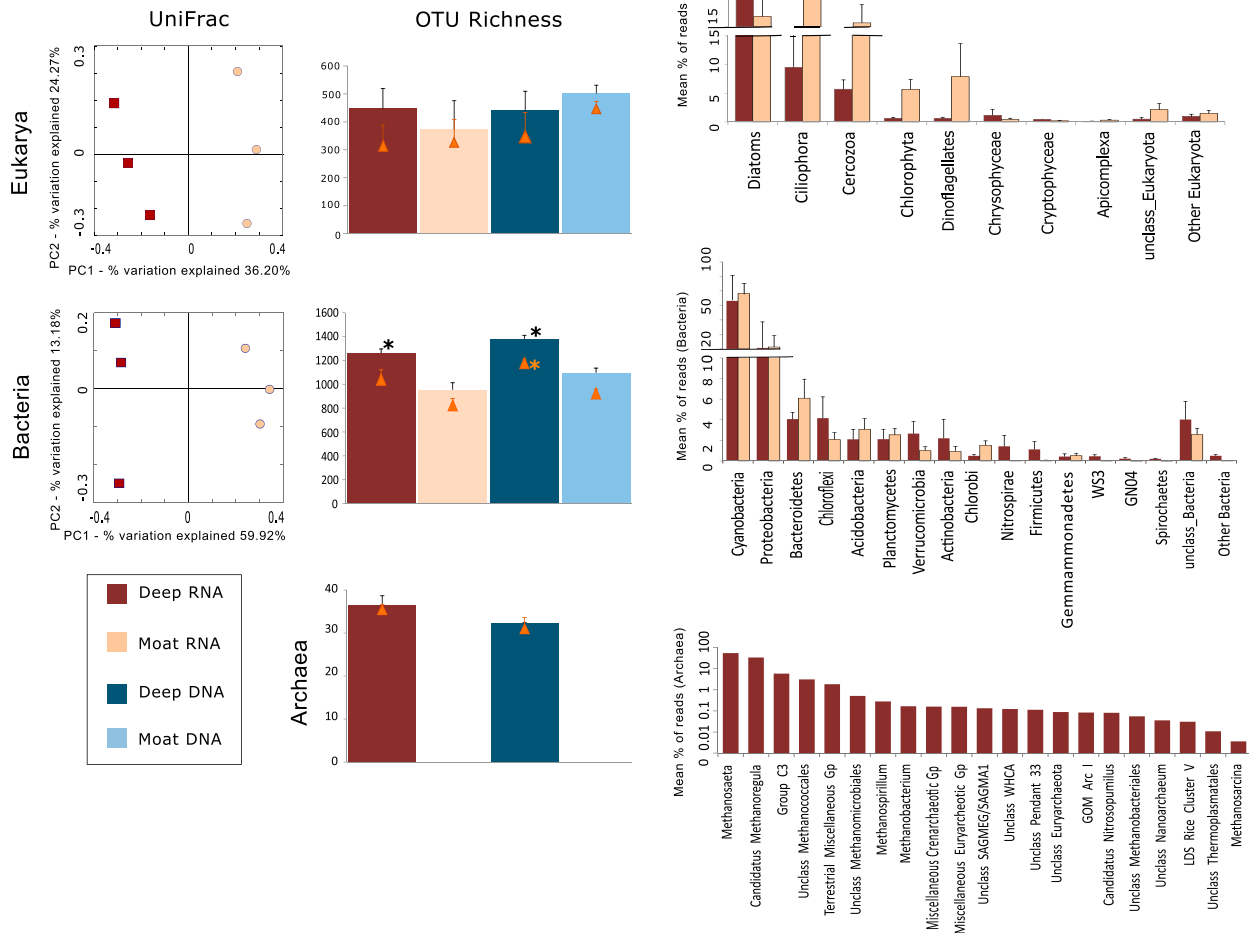 UniFrac
OTU Richness
Eukarya
PC2 - % variation explained 24.27%
0.3
0
-0.3
-0.4
0
0.4
PC1 - % variation explained 36.20%
600
500
400
300
200
100
0
Mean % of reads
15
15
10
5
0
Diatoms
Ciliophora
Cercozoa
Chlorophyta
Dinoflagellates
Chrysophyceae
Cryptophyceae
Apicomplexa
unclass_Eukaryota
Other Eukaryota
Bacteria
PC2 - % variation explained 13.18%
0.2
0
-0.3
-0.4
0
0.4
PC1 - % variation explained 59.92%
1600
1400
1200
1000
800
600
400
200
0
*
*
*
Mean % of reads (Bacteria)
100
50
20
10
6
4
2
0
Cyanobacteria
Proteobacteria
Bacteroidetes
Chloroflexi
Acidobacteria
Planctomycetes
Verrucomicrobia
Actinobacteria
Chlorobi
Nitrospirae
Firmicutes
Gemmammonadetes
WS3
GN04
Spirochaetes
unclass_Bacteria
Other Bacteria
Deep RNA
Moat RNA
Deep DNA
Moat DNA
Archaea
40
30
20
10
0
Mean % of reads (Archaea)
100
10
1
0.1
0.01
0
Methanosaeta
Candidatus Methanoregula
Group C3
Unclass Methanococcales
Terrestrial Miscellaneous Gp
Unclass Methanomicrobiales
Methanospirillum
Methanobacterium
Miscellaneous Crenarchaeotic Gp
Miscellaneous Euryarcheotic Gp
Unclass SAGMEG/SAGMA1
Unclass WHCA
Unclass Pendant 33
Unclass Euryarchaeota
GOM Arc I
Candidatus Nitrosopumilus
Unclass Methanobacteriales
Unclass Nanoarchaeum
LDS Rice Cluster V
Unclass Thermoplasmatales
Methanosarcina